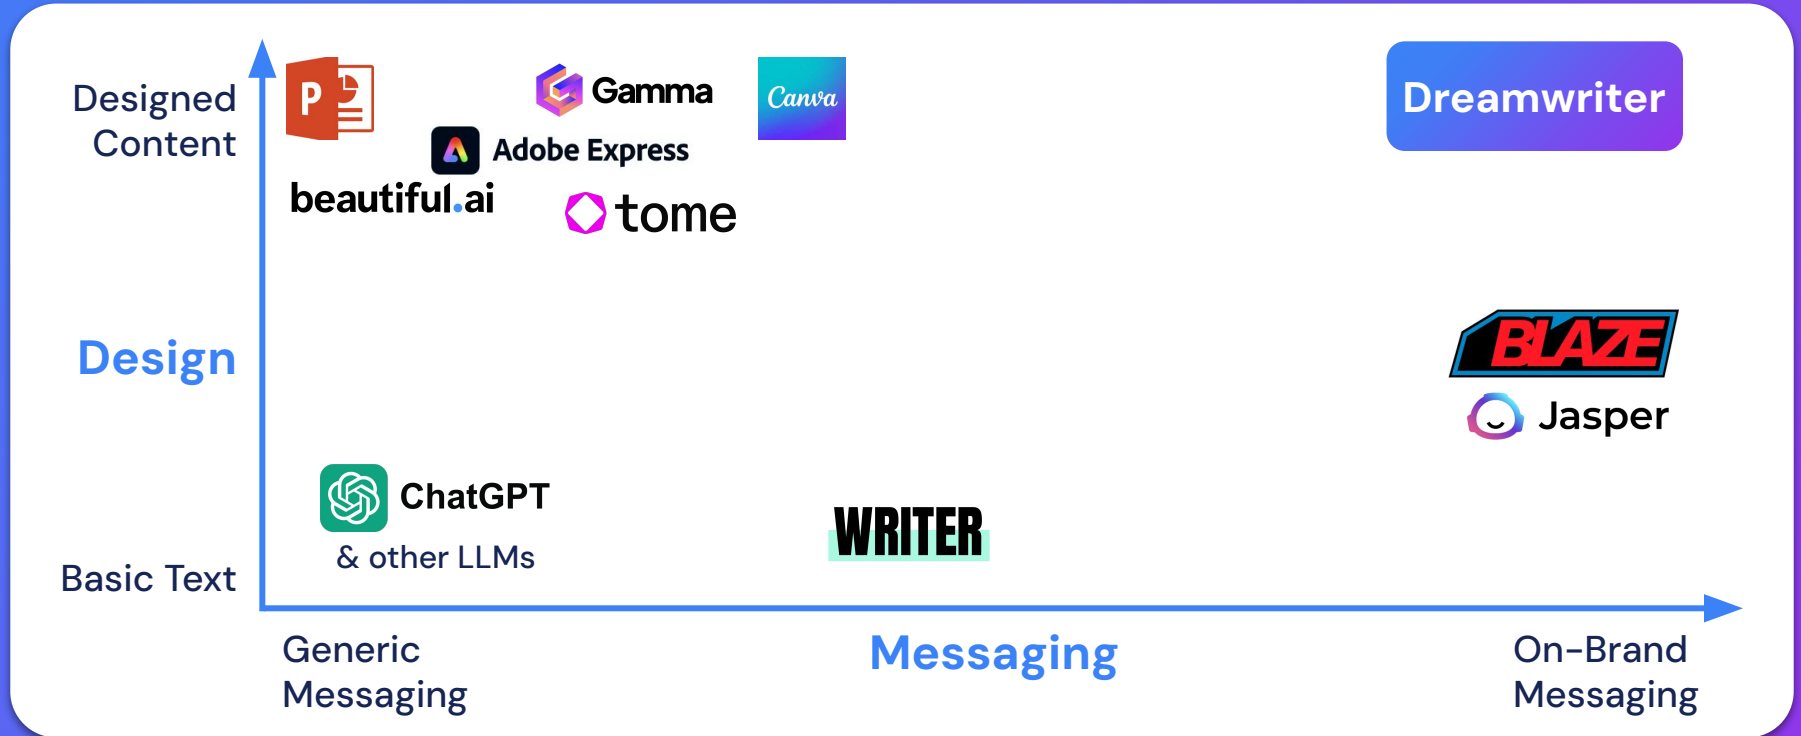 Designed
Content
P
Gamma
Canva
Dreamwriter
Adobe Express
beautiful.ai
tome
Design
BLAZE
Jasper
ChatGPT
& other LLMs
WRITER
Basic Text
Generic
Messaging
Messaging
On-Brand
Messaging